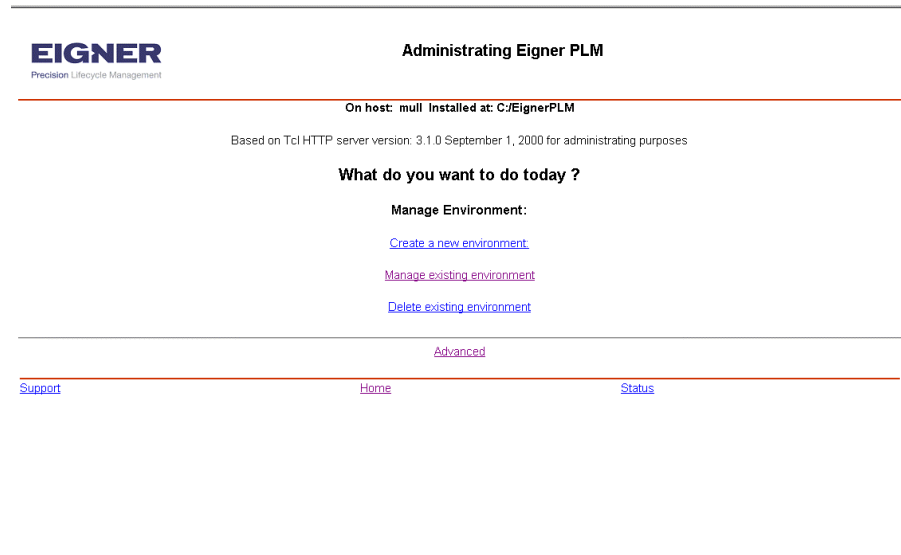 EIGNER
Precision Lifecycle Management
Administrating Eigner PLM
On host: mull Installed at: C:/EignerPLM
Based on Tcl HTTP server version: 3.1.0 September 1, 2000 for administrating purposes
What do you want to do today ?
Manage Environment:
Create a new environment:
Manage existing environment
Delete existing environment
Advanced
Support Home Status